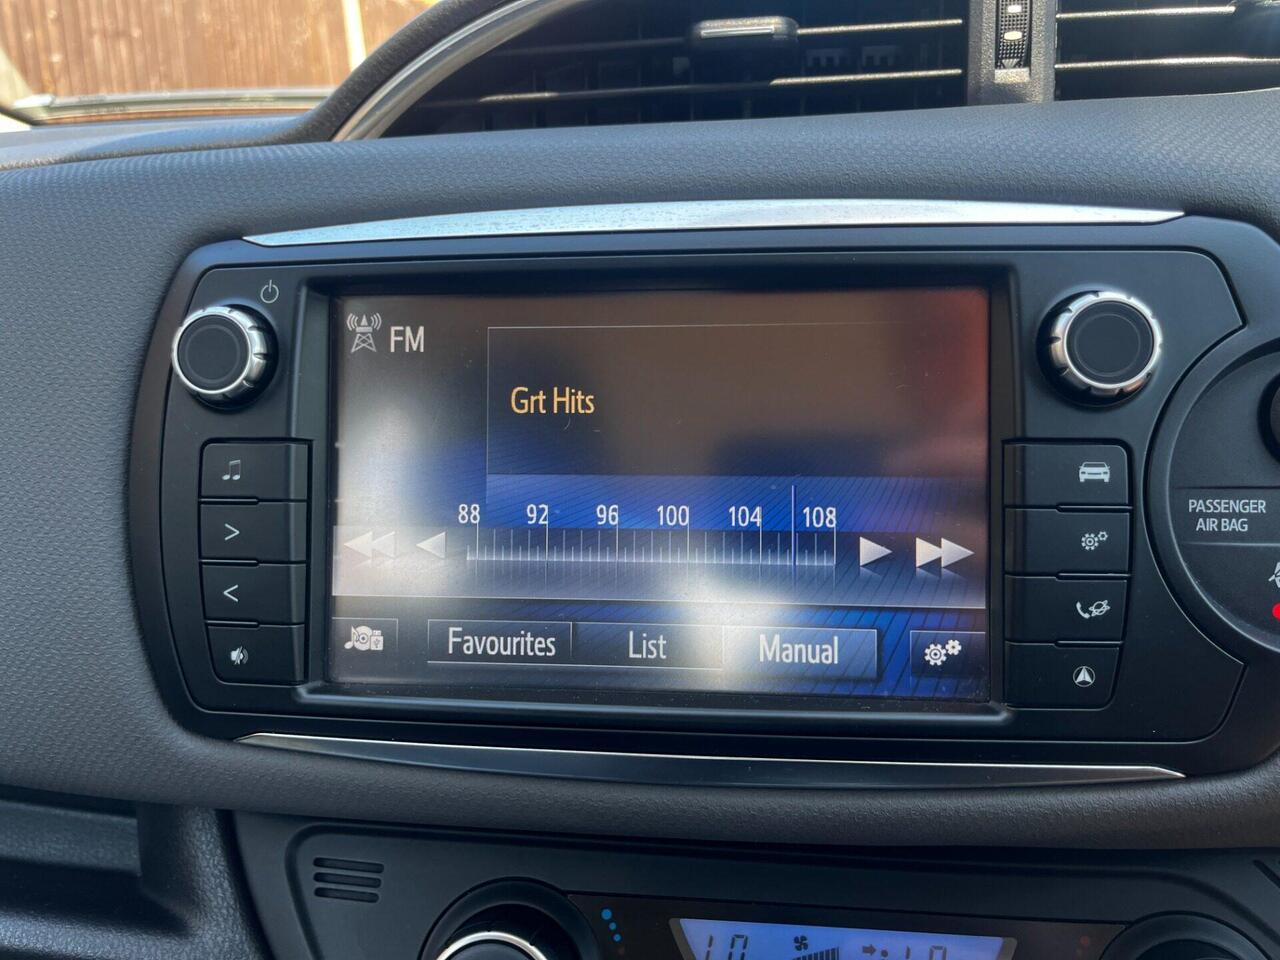 FM
Grt Hits
88 92 96 100 104 108
Favourites List Manual
PASSENGER
AIR BAG